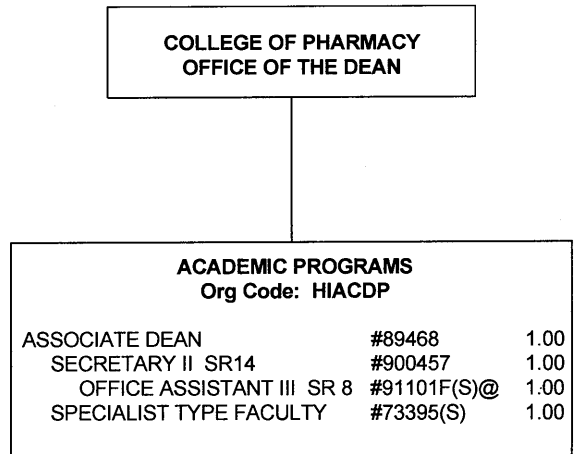 COLLEGE OF PHARMACY
OFFICE OF THE DEAN
ACADEMIC PROGRAMS
Org Code: HIACDP
ASSOCIATE DEAN #89468 1.00
SECRETARY II SR14 #900457 1.00
OFFICE ASSISTANT III SR 8 #91101F(S)@ 1.00
SPECIALIST TYPE FACULTY #73395(S) 1.00